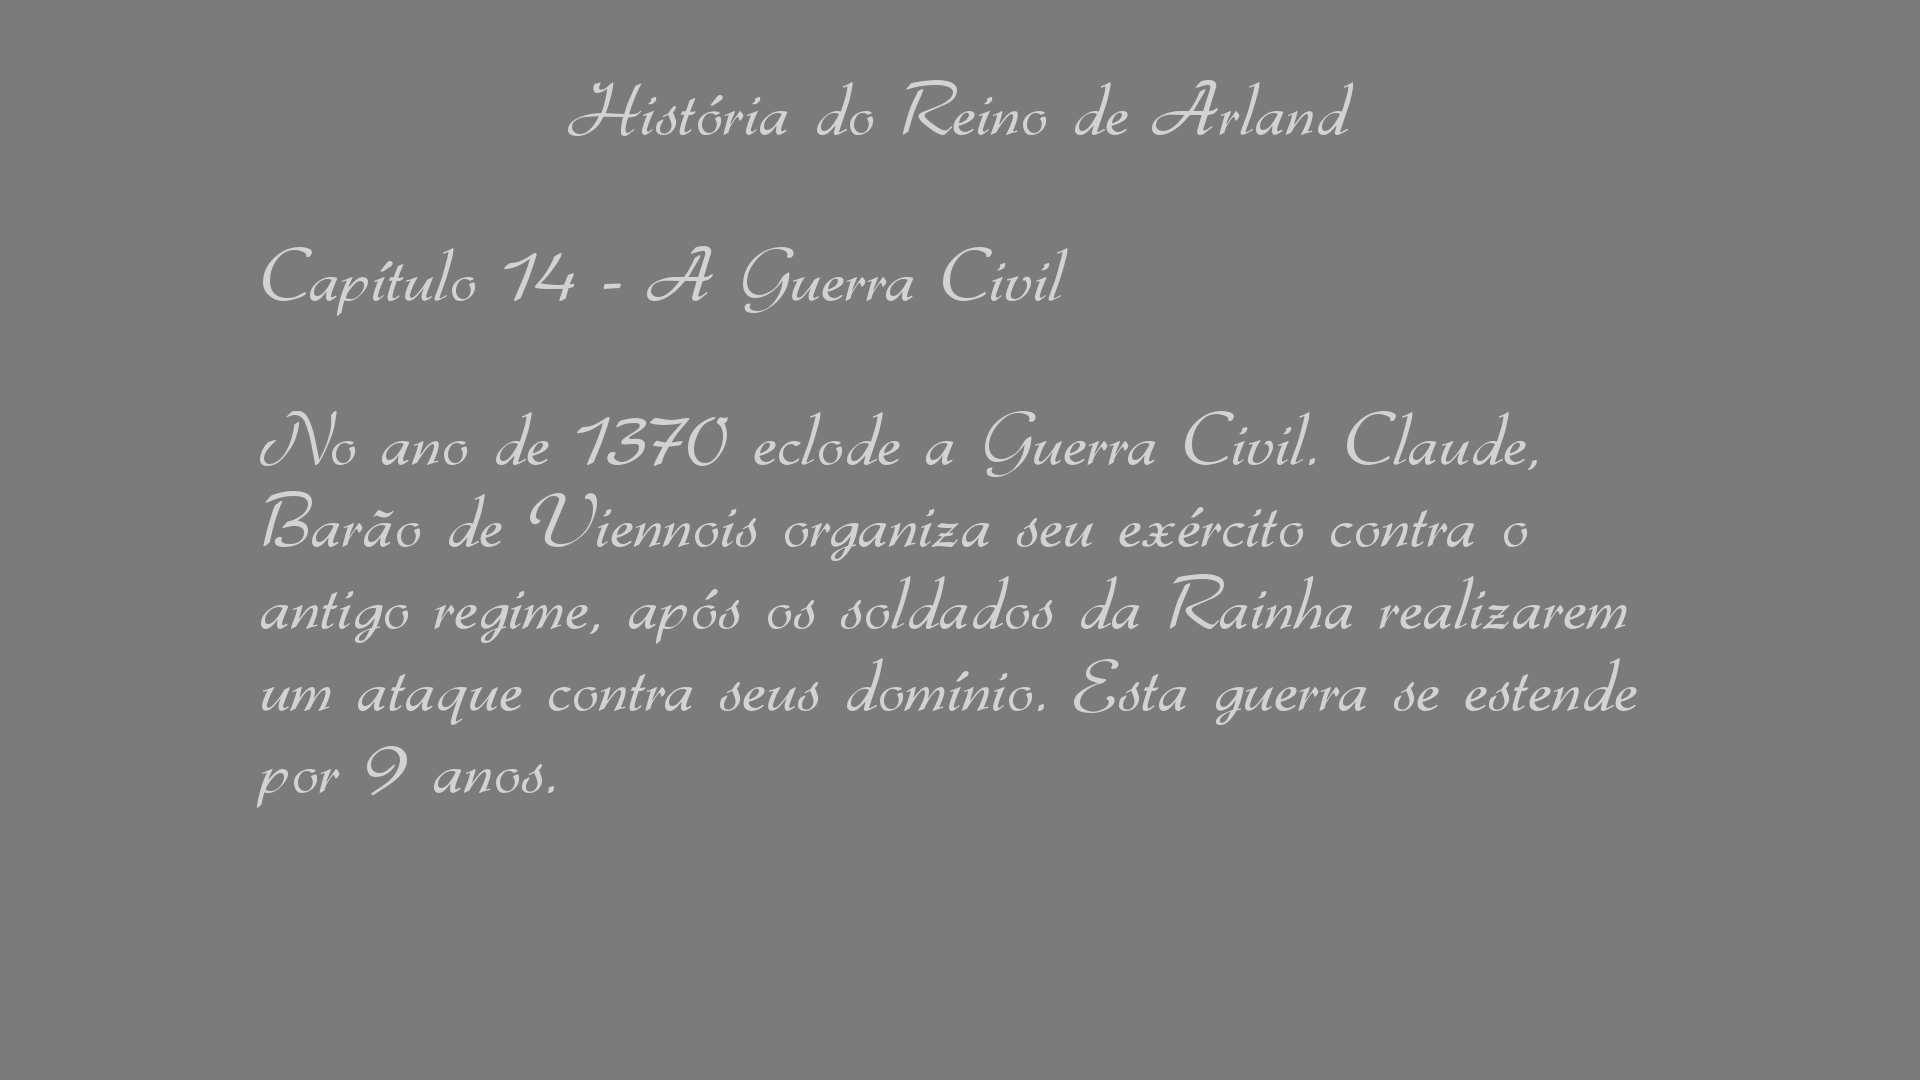 História do Reino de Arland
Capítulo 14 - A Guerra Civil
No ano de 1370 eclode a Guerra Civil. Claude,
Barão de Viennois organiza seu exército contra o
antigo regime, após os soldados da Rainha realizarem
um ataque contra seus domínio. Esta guerra se estende
por 9 anos.